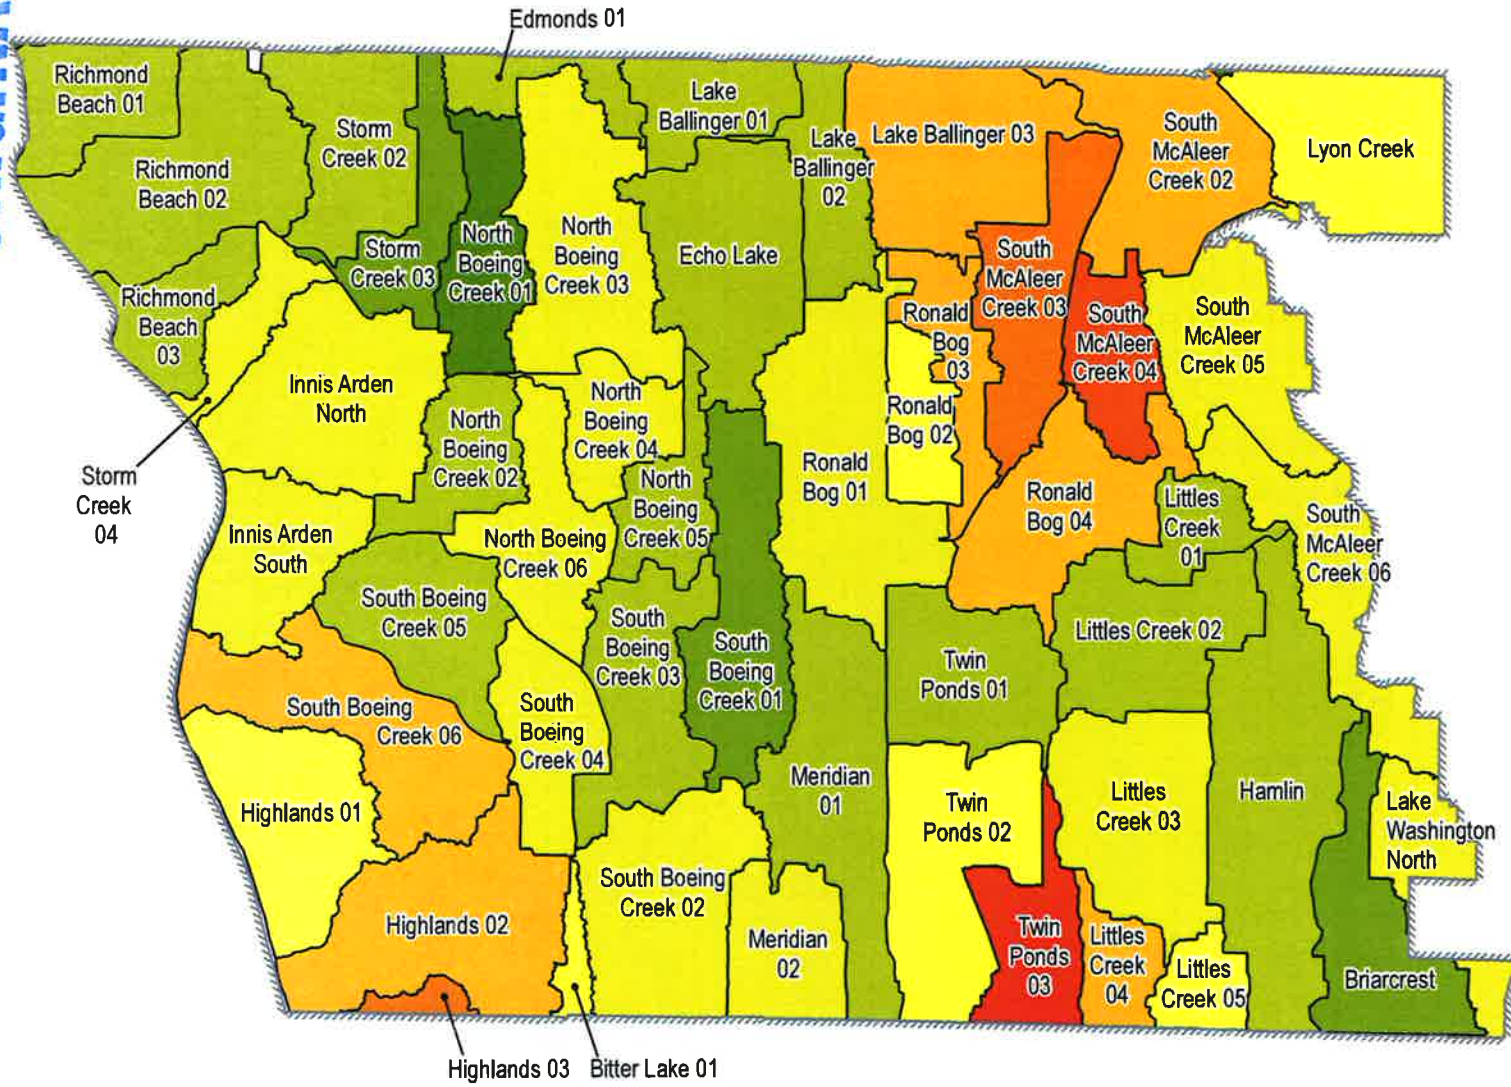 Edmonds 01
Richmond
Beach 01
Storm
Creek 02
Richmond
Beach 02
Lake
Ballinger 01
Lake
Ballinger
02
Lake Ballinger 03
South
McAleer
Creek 02
Lyon Creek
Storm
Creek 03
North
Boeing
Creek 01
North
Boeing
Creek 03
Echo Lake
South
McAleer
Creek 03
Richmond
Beach
03
Ronald
Bog
03
South
McAleer
Creek 04
South
McAleer
Creek 05
Innis Arden
North
North
Boeing
Creek 02
North
Boeing
Creek 04
Ronald
Bog 02
Storm
Creek
04
Ronald
Bog 01
North
Boeing
Creek 05
Ronald
Bog 04
Littles
Creek
01
South
McAleer
Creek 06
Innis Arden
South
North Boeing
Creek 06
South Boeing
Creek 05
South
Boeing
Creek 03
South
Boeing
Creek 01
Twin
Ponds 01
Littles Creek 02
South Boeing
Creek 06
South
Boeing
Creek 04
Meridian
01
Hamlin
Highlands 01
Twin
Ponds 02
Littles
Creek 03
Lake
Washington
North
Highlands 02
South Boeing
Creek 02
Meridian
02
Twin
Ponds
03
Littles
Creek
04
Littles
Creek 05
Briarcrest
Highlands 03
Bitter Lake 01